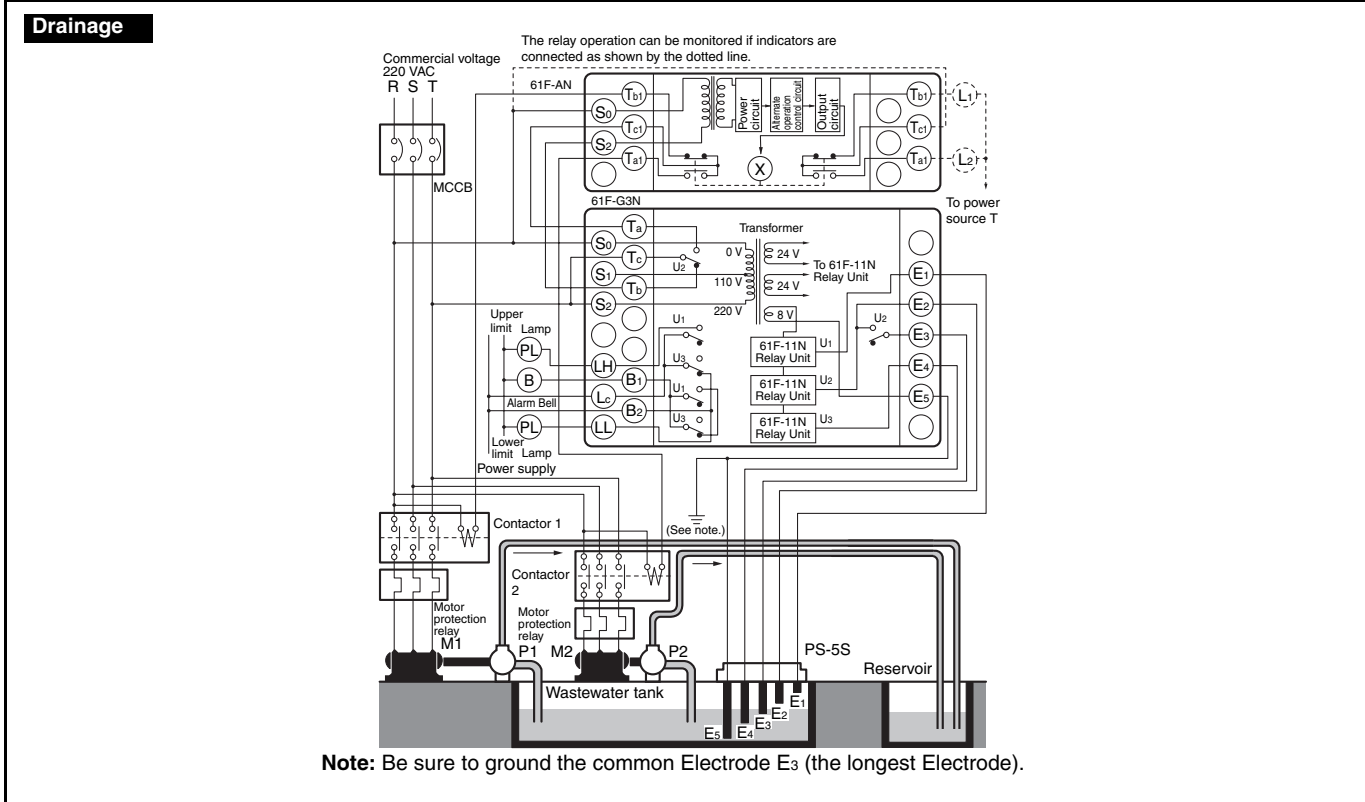 Drainage
The relay operation can be monitored if indicators are
connected as shown by the dotted line.
Commercial voltage
220 VAC
R S T
61F-AN
Tb1
S0
Tc1
S2
Ta1
Power circuit
Alternate operation control circuit
Output circuit
X
Tb1
Tc1
Ta1
L1
L2
To power
source T
MCCB
61F-G3N
Ta
S0
Tc
S1
Tb
S2
U2
Transformer
0 V
110 V
220 V
24 V
24 V
8 V
To 61F-11N
Relay Unit
E1
E2
U2
E3
E4
E5
Upper
limit
Lamp
PL
LH
B
B1
Alarm Bell
Lc
B2
PL
LL
Lower
limit
Lamp
Power supply
U1
U3
U1
U3
61F-11N
Relay Unit
U1
61F-11N
Relay Unit
U2
61F-11N
Relay Unit
U3
(See note.)
Contactor 1
Contactor
2
Motor
protection
relay
Motor
protection
relay
M1
P1
M2
P2
PS-5S
Reservoir
Wastewater tank
E5
E4
E3
E2
E1
Note: Be sure to ground the common Electrode E3 (the longest Electrode).